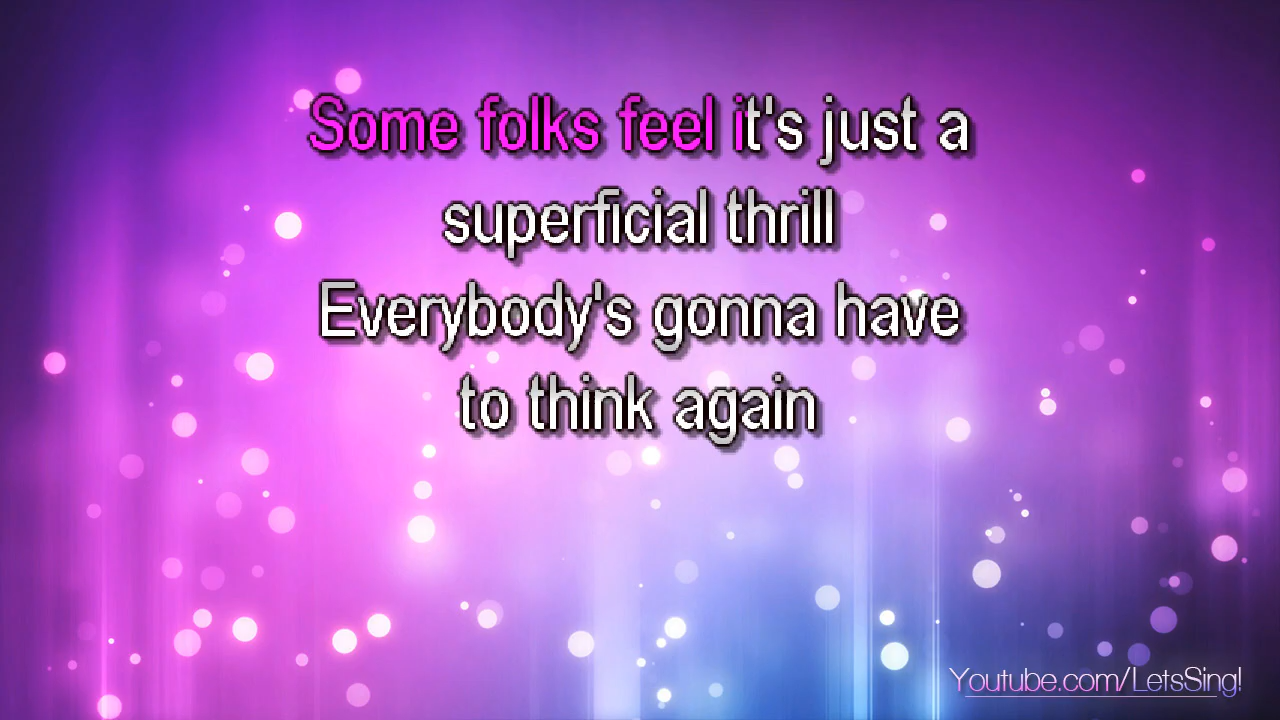 Some folks feel it's just a
superficial thrill
Everybody's gonna have
to think again
Youtube.com/LetsSing!